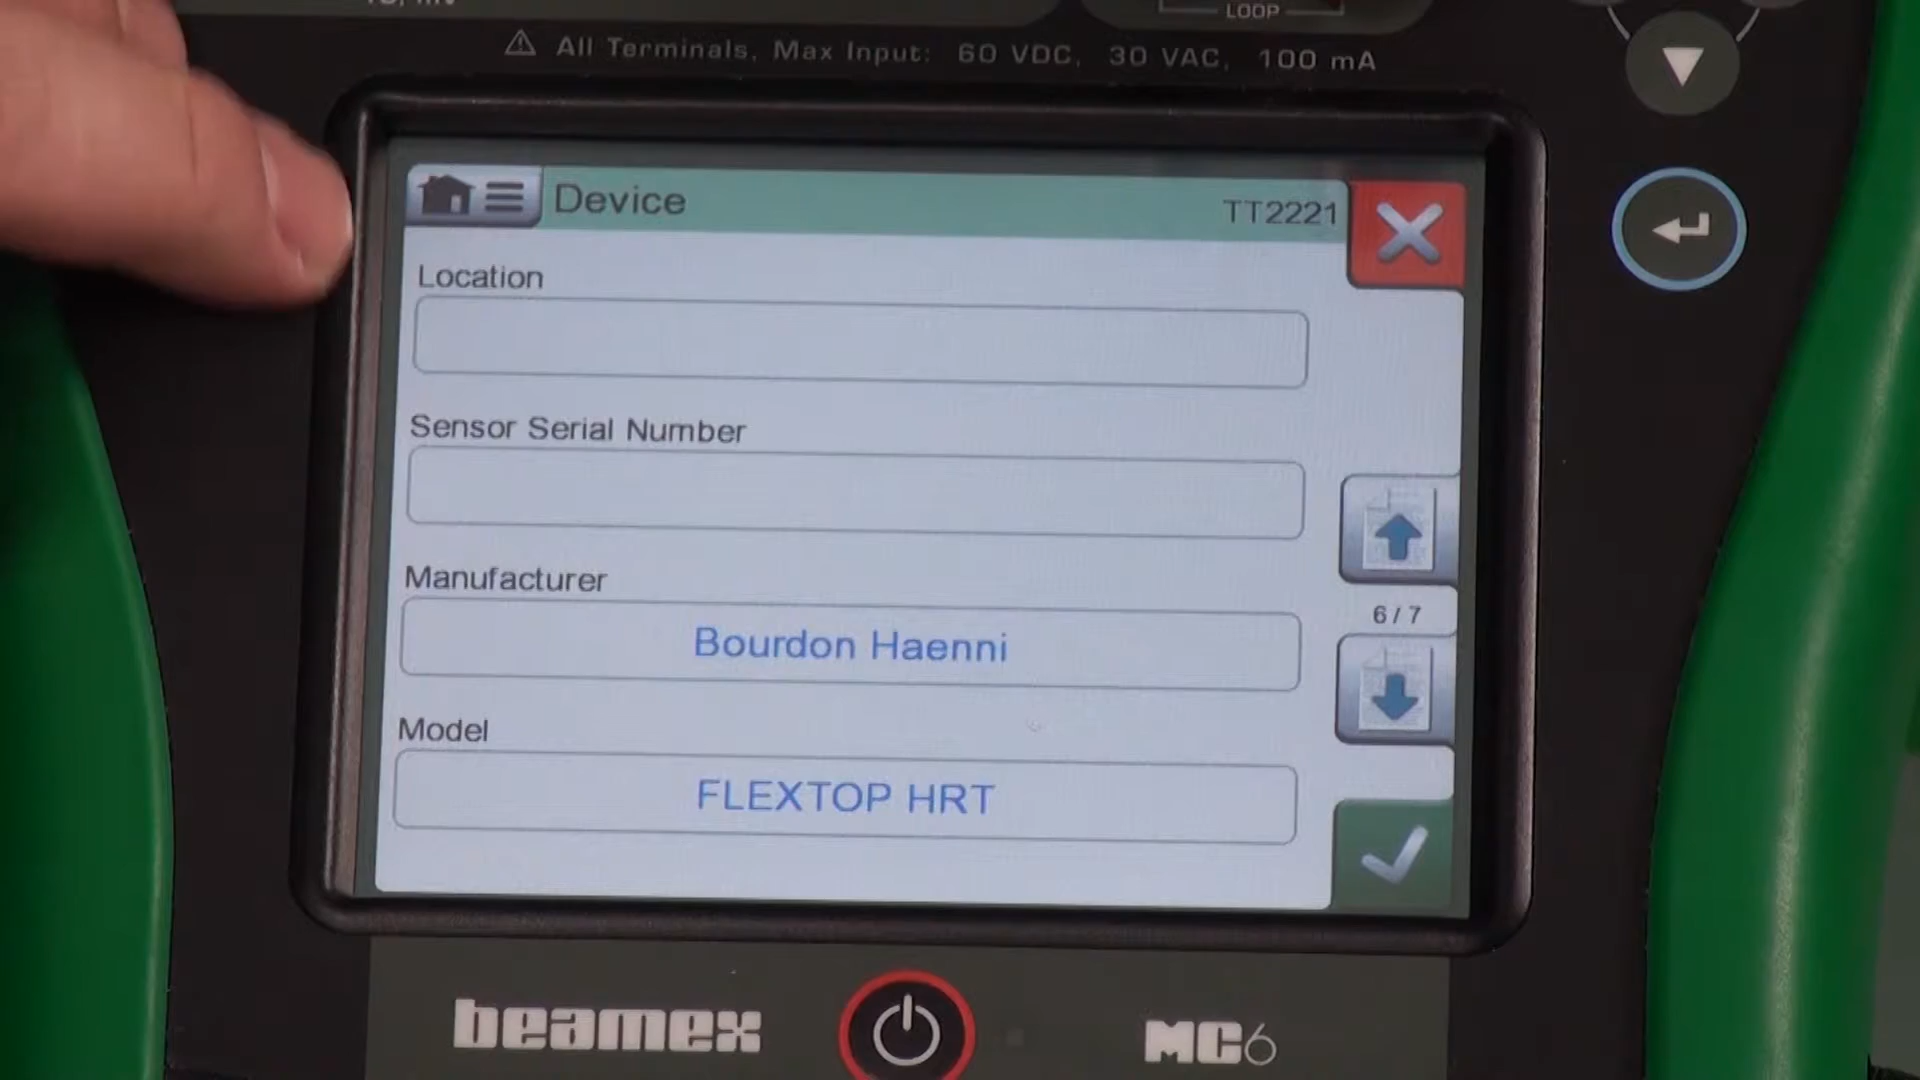 LOOP
All Terminals, Max Input: 60 VDC, 30 VAC, 100 mA
Device
TT2221
Location
Sensor Serial Number
Manufacturer
Bourdon Haenni
6 / 7
Model
FLEXTOP HRT
beamex
MC6